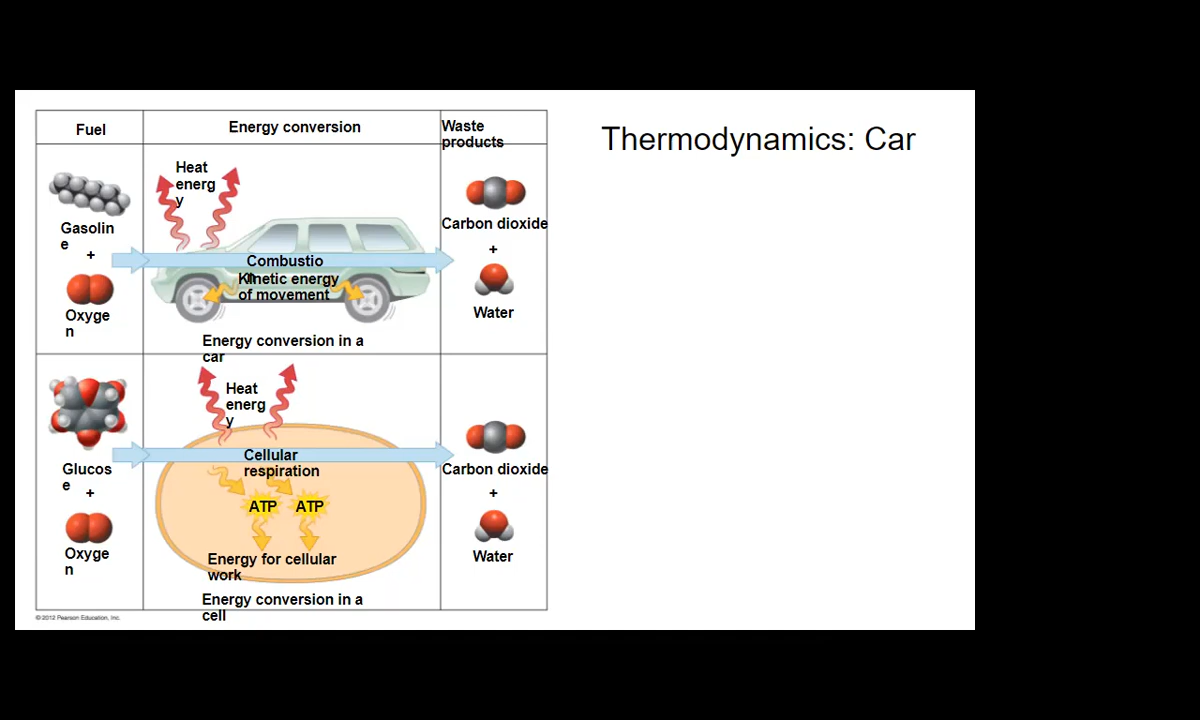 Fuel
Energy conversion
Waste
products
Thermodynamics: Car
Heat
energ
y
Gasolin
e
+
Oxyge
n
Combustio
n
Kinetic energy
of movement
Energy conversion in a
car
Carbon dioxide
+
Water
Heat
energ
y
Glucos
e
+
Oxyge
n
Cellular
respiration
ATP ATP
Energy for cellular
work
Energy conversion in a
cell
Carbon dioxide
+
Water
© 2012 Pearson Education, Inc.